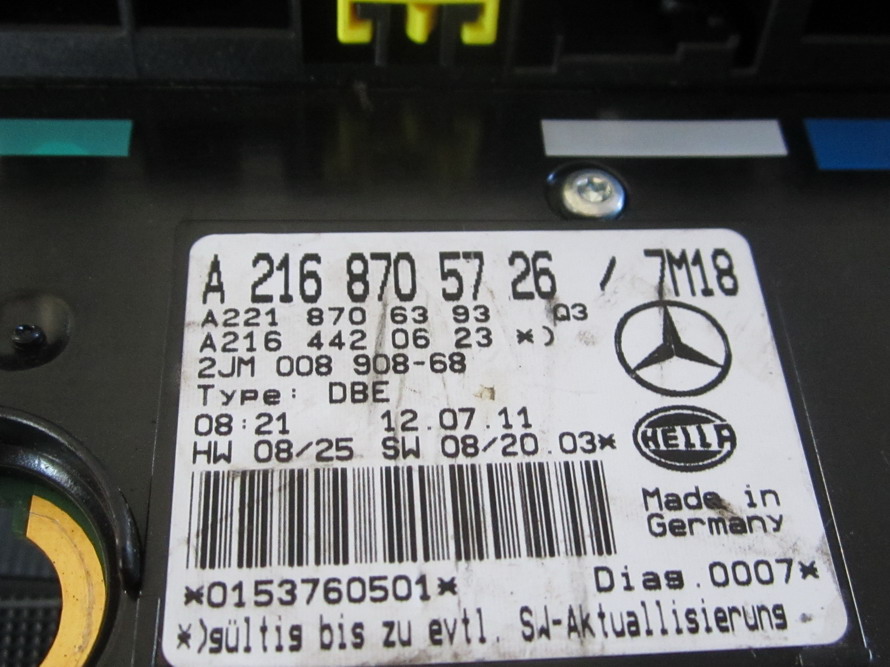 A 216 870 57 26 / 7M18
A221 870 63 93 Q3
A216 442 06 23 *)
2JM 008 908-68
Type: DBE
08:21 12.07.11
HW 08/25 SW 08/20.03*
HELLA
Made in
Germany
*0153760501* Diag.0007*
*)gültig bis zu evtl. SW-Aktuallisierung